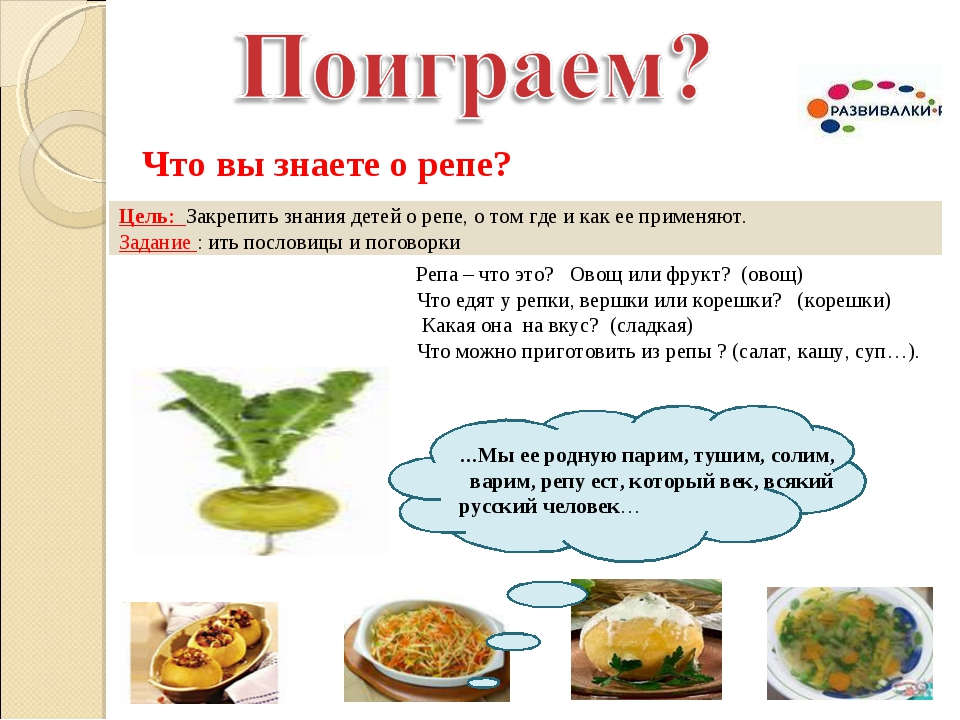 Поиграем?
РАЗВИВАЛКИ
Что вы знаете о репе?
Цель: Закрепить знания детей о репе, о том где и как ее применяют.
Задание : ить пословицы и поговорки
Репа – что это? Овощ или фрукт? (овощ)
Что едят у репки, вершки или корешки? (корешки)
Какая она на вкус? (сладкая)
Что можно приготовить из репы ? (салат, кашу, суп…).
…Мы ее родную парим, тушим, солим,
варим, репу ест, который век, всякий
русский человек…